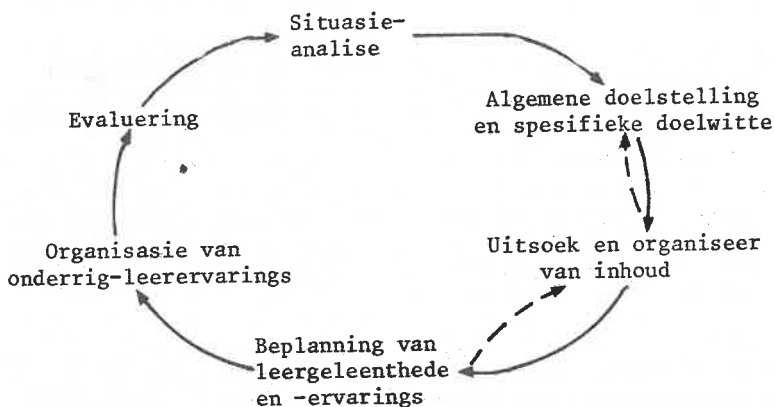 Situasie-
analise
Algemene doelstelling
en spesifieke doelwitte
Uitsoek en organiseer
van inhoud
Beplanning van
leergeleenthede
en -ervarings
Organisasie van
onderrig-leerervarings
Evaluering